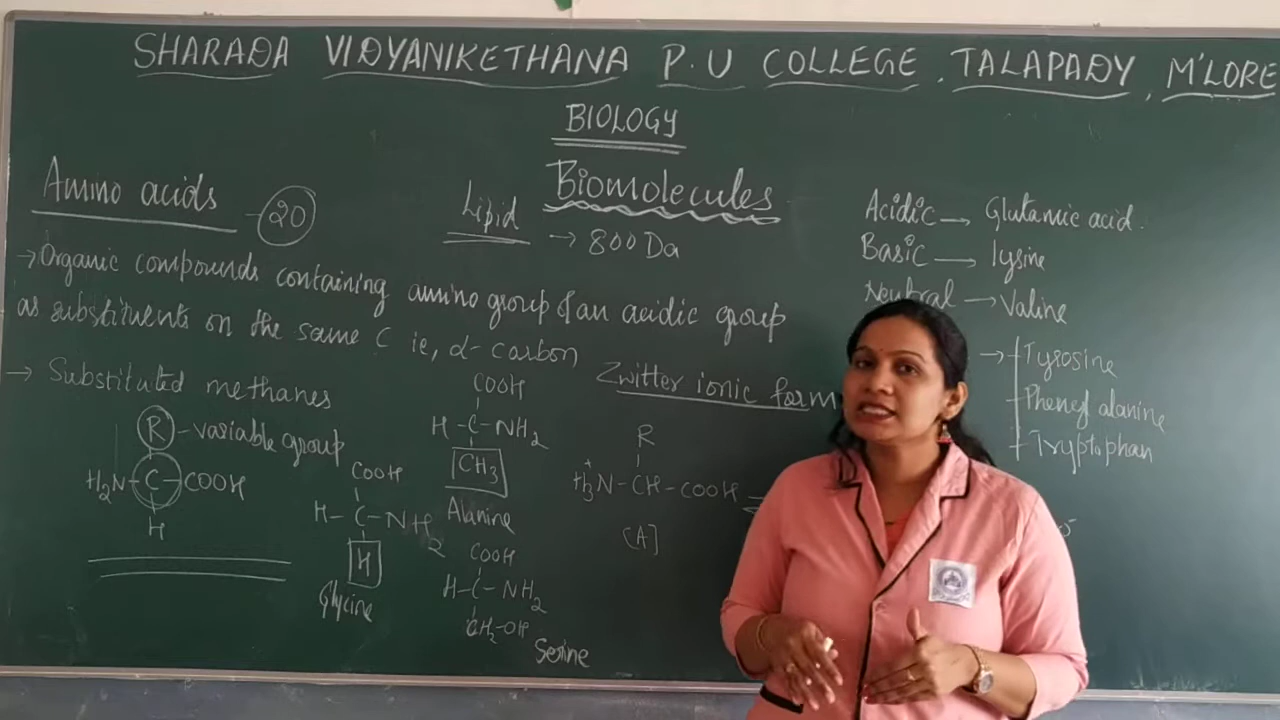 SHARADA VIDYANIKETHANA P.U COLLEGE, TALAPADY, M'LORE
BIOLOGY
Biomolecules
Amino acids - 20
→ Organic compounds containing amino group & an acidic group
as substituents on the same C ie, α- carbon
→ Substituted methanes
R - variable group
H₂N-C-COOH
H
COOH
H-C-NH₂
H
Glycine
COOH
H-C-NH₂
CH₃
Alanine
COOH
H-C-NH₂
CH₂-OH
Serine
Lipid
→ 800 Da
Zwitter ionic form
R
H₃⁺N-CH-COOH
[A]
Acidic → Glutamic acid.
Basic → lysine
Neutral → Valine
→ Tyrosine
Phenyl alanine
Tryptophan